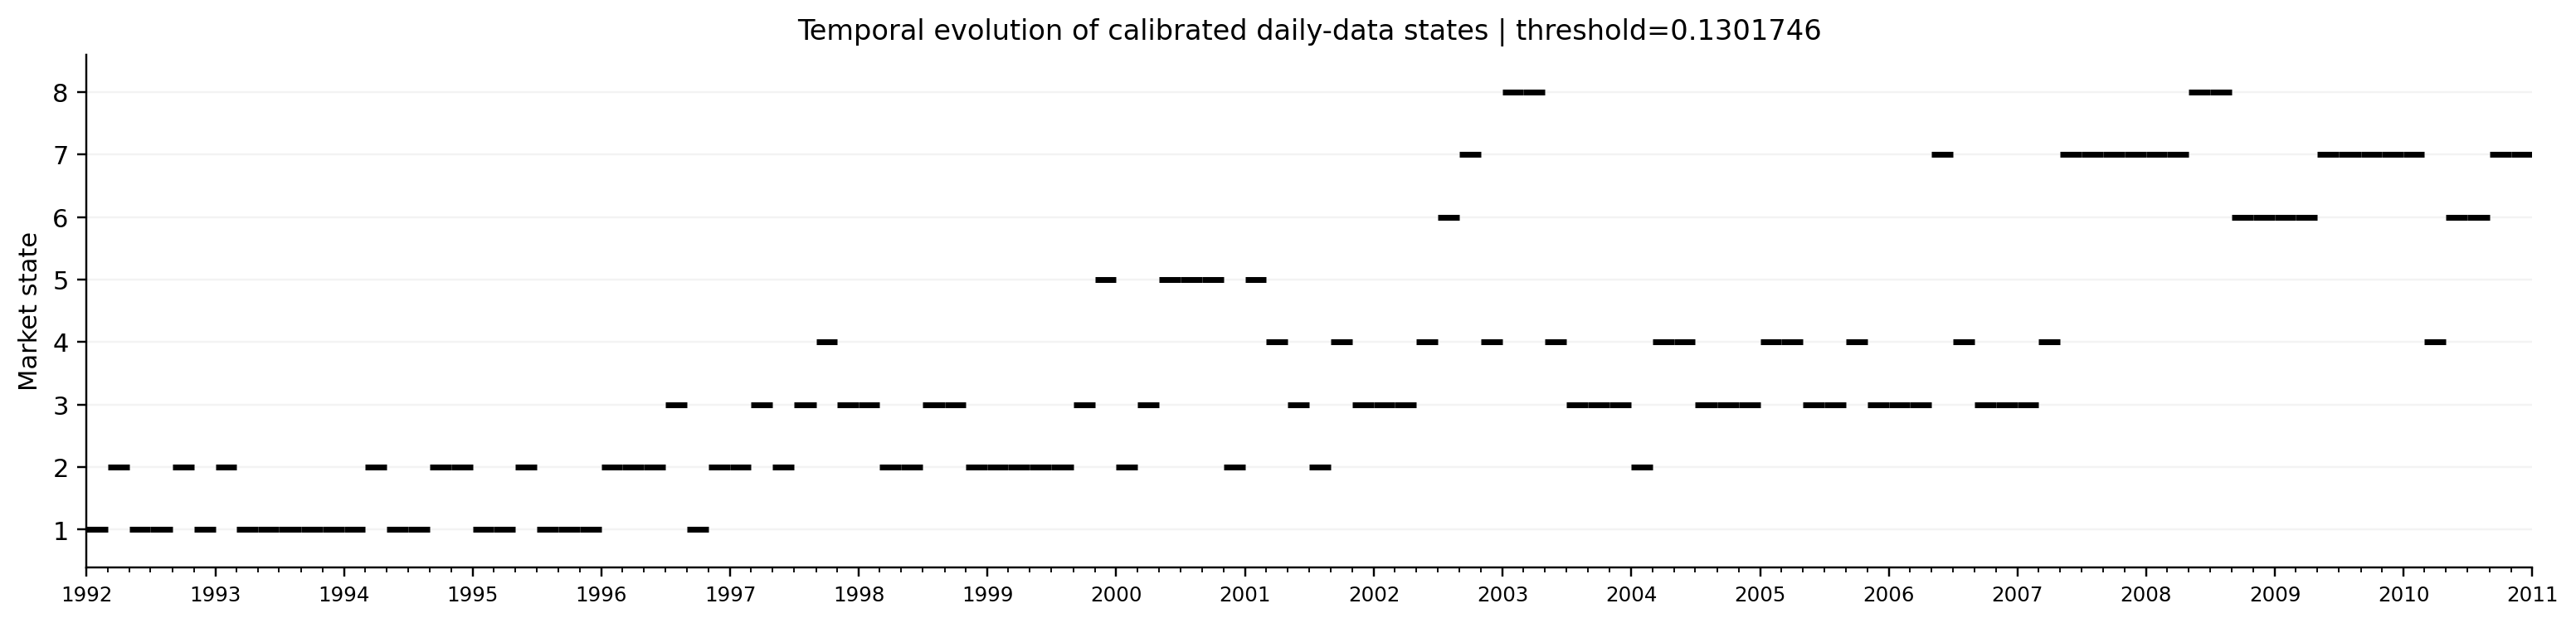 Temporal evolution of calibrated daily-data states | threshold=0.1301746
Market state
8
7
6
5
4
3
2
1
1992 1993 1994 1995 1996 1997 1998 1999 2000 2001 2002 2003 2004 2005 2006 2007 2008 2009 2010 2011